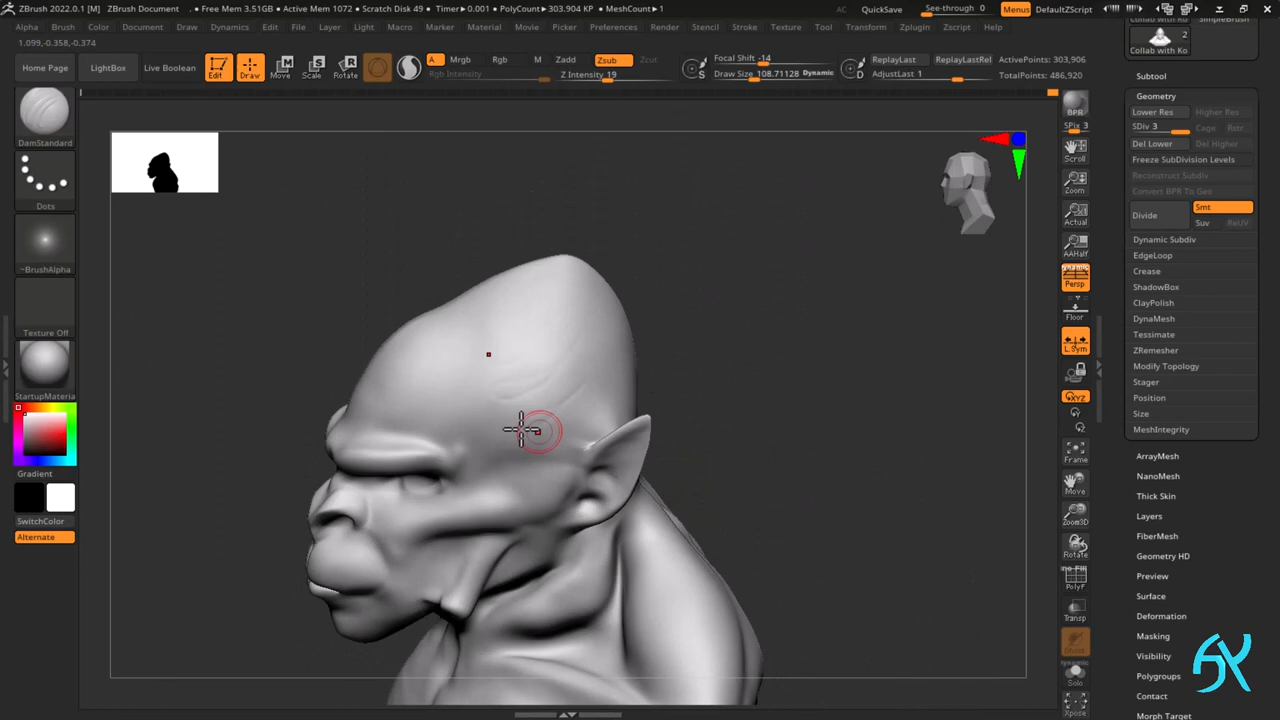 ZBrush 2022.0.1 [M] ZBrush Document . • Free Mem 3.51GB • Active Mem 1072 • Scratch Disk 49 • Timer▶0.001 • PolyCount▶303.904 KP • MeshCount▶1 AC QuickSave See-through 0 Menus DefaultZScript
Alpha Brush Color Document Draw Dynamics Edit File Layer Light Macro Marker Material Movie Picker Preferences Render Stencil Stroke Texture Tool Transform Zplugin Zscript Help
1.099,-0.358,-0.374
Home Page LightBox Live Boolean Edit Draw Move Scale Rotate
A Mrgb Rgb M Zadd Zsub Zcut
Rgb Intensity Z Intensity 19
S Focal Shift -14
Draw Size 108.71128 Dynamic
D ReplayLast ReplayLastRel
AdjustLast 1
ActivePoints: 303,906
TotalPoints: 486,920
DamStandard
Dots
~BrushAlpha
Texture Off
StartupMateria
Gradient
SwitchColor
Alternate
BPR
SPix 3
Scroll
Zoom
Actual
AAHalf
Persp
Floor
L.Sym
XYZ
Y
Z
Frame
Move
Zoom3D
Rotate
PolyF
Transp
Ghost
Dynamic
Solo
Xpose
SimpleBrush
2
Collab with Ko
Subtool
Geometry
Lower Res Higher Res
SDiv 3 Cage Rstr
Del Lower Del Higher
Freeze SubDivision Levels
Reconstruct Subdiv
Convert BPR To Geo
Divide Smt
Suv ReUV
Dynamic Subdiv
EdgeLoop
Crease
ShadowBox
ClayPolish
DynaMesh
Tessimate
ZRemesher
Modify Topology
Stager
Position
Size
MeshIntegrity
ArrayMesh
NanoMesh
Thick Skin
Layers
FiberMesh
Geometry HD
Preview
Surface
Deformation
Masking
Visibility
Polygroups
Contact
Morph Target